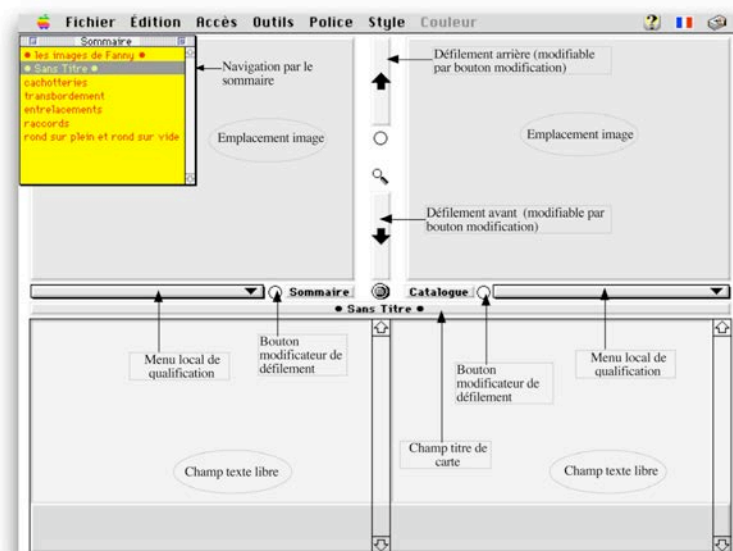 Fichier Édition Accès Outils Police Style Couleur
Sommaire
• les images de Fanny •
• Sans Titre •
cachotteries
transbordement
entrelacements
raccords
rond sur plein et rond sur vide
Navigation par le
sommaire
Emplacement image
Défilement arrière (modifiable
par bouton modification)
Emplacement image
Défilement avant (modifiable par
bouton modification)
Sommaire
Catalogue
• Sans Titre •
Menu local de
qualification
Bouton
modificateur de
défilement
Bouton
modificateur de
défilement
Menu local de
qualification
Champ titre de
carte
Champ texte libre
Champ texte libre